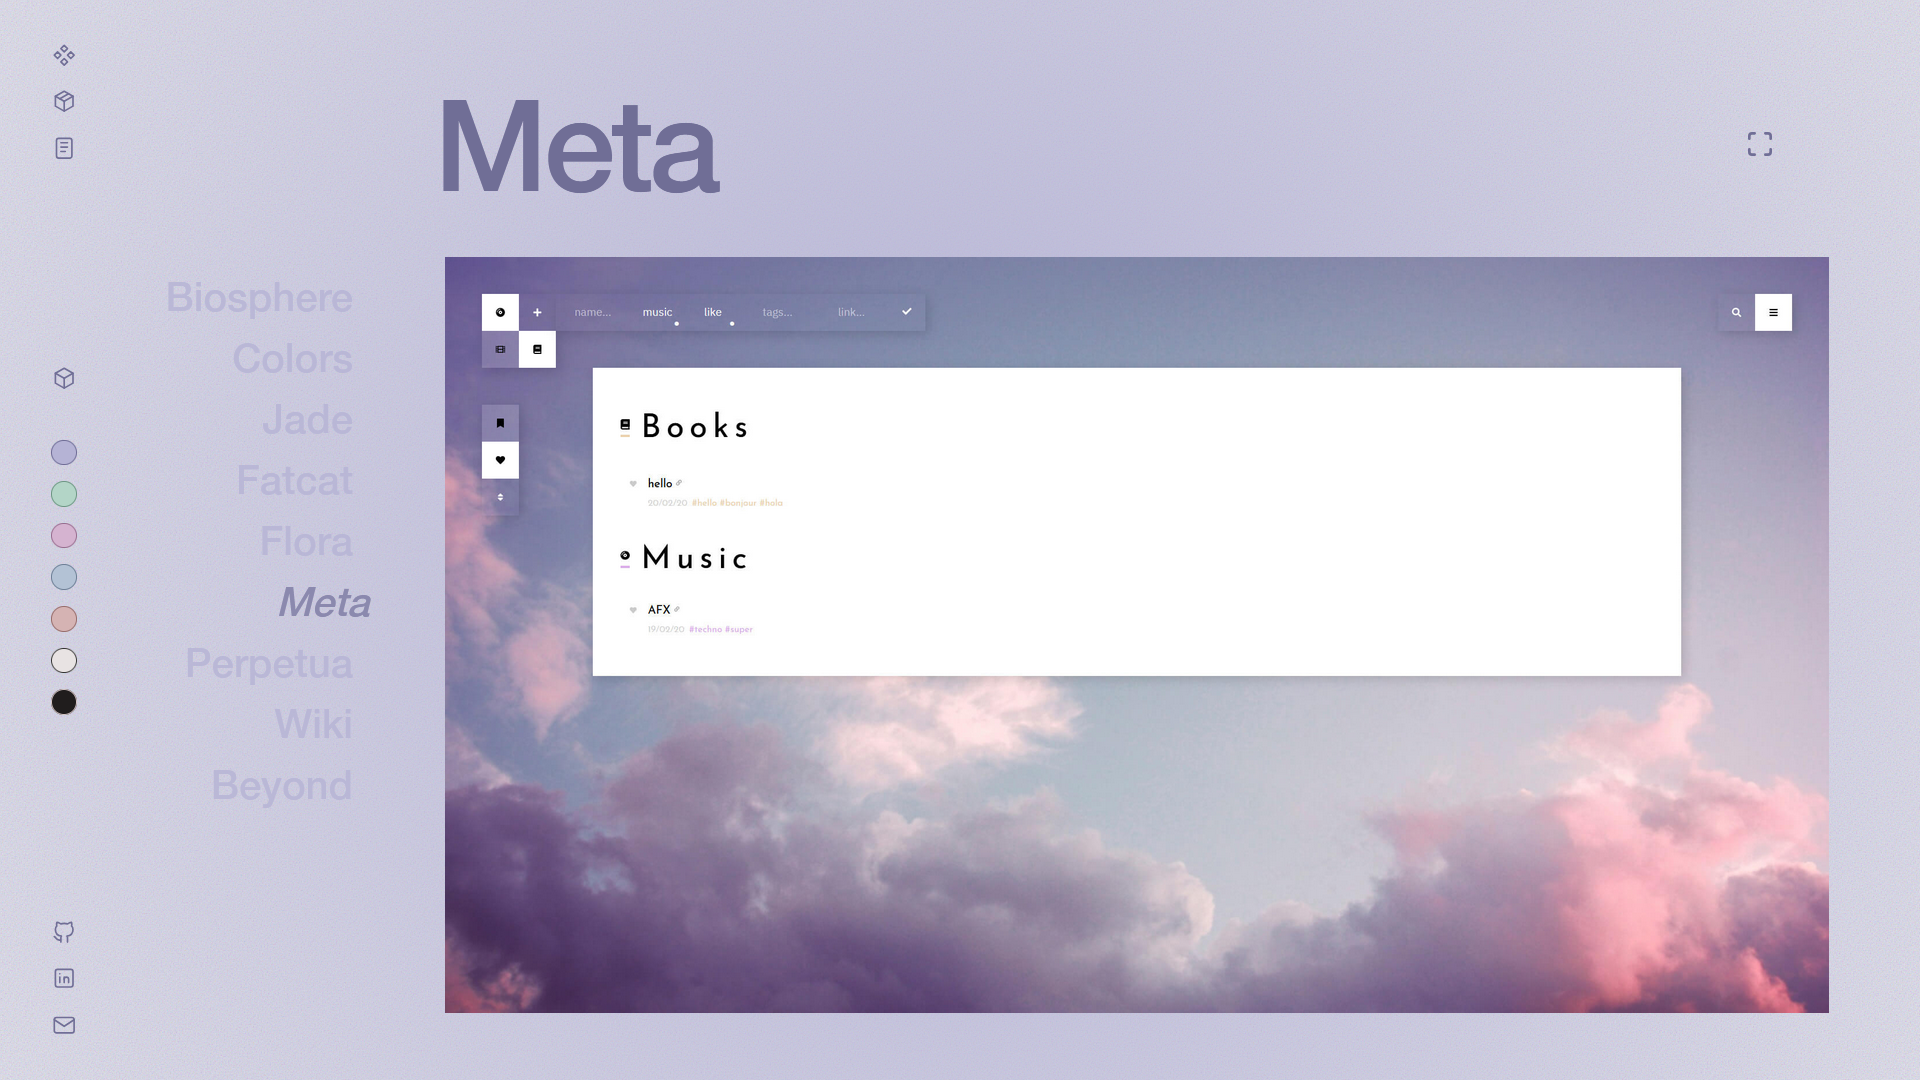 Meta
Biosphere
Colors
Jade
Fatcat
Flora
Meta
Perpetua
Wiki
Beyond
name... music like tags... link...
Books
hello
20/02/20 #hello #bonjour #hola
Music
AFX
19/02/20 #techno #super